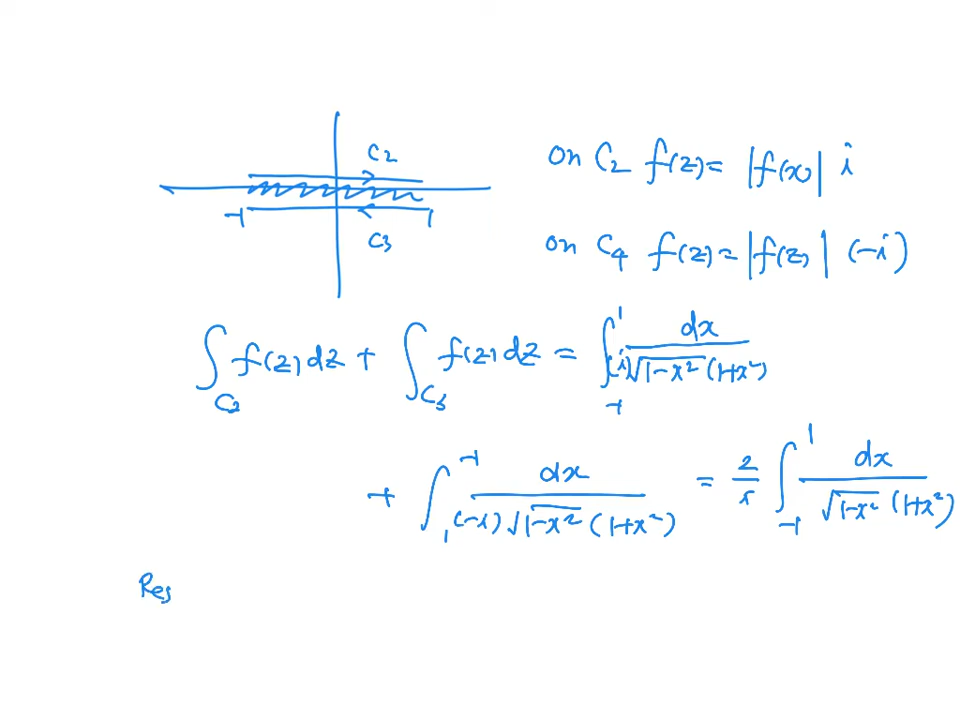 C2
on C2 f(z) = |f(x)| i
-1 1
C3
on C4 f(z) = |f(z)| (-i)
∫_{C2} f(z) dz + ∫_{C3} f(z) dz = ∫_{-1}^{1} dx / ((i)√(1-x²) (1+x²))
+ ∫_{1}^{-1} dx / ((-i)√(1-x²) (1+x²)) = 2/i ∫_{-1}^{1} dx / (√(1-x²) (1+x²))
Res